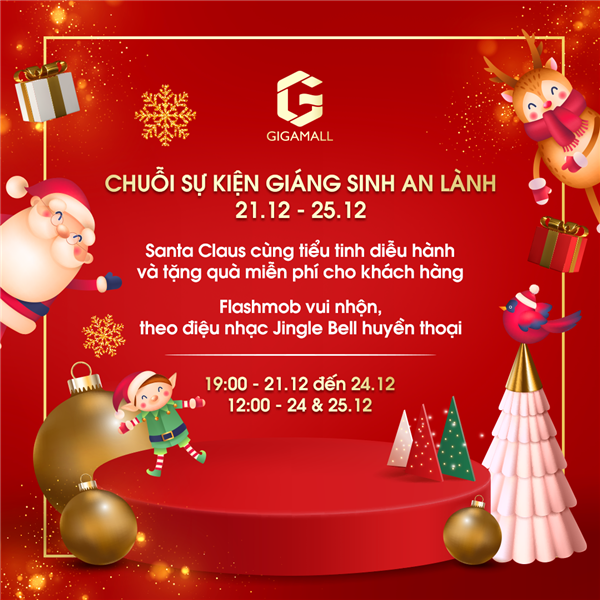 GIGAMALL
CHUỖI SỰ KIỆN GIÁNG SINH AN LÀNH
21.12 - 25.12
Santa Claus cùng tiểu tinh diễu hành
và tặng quà miễn phí cho khách hàng
Flashmob vui nhộn,
theo điệu nhạc Jingle Bell huyền thoại
19:00 - 21.12 đến 24.12
12:00 - 24 & 25.12